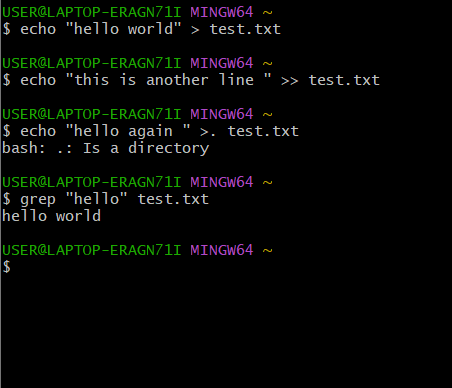 USER@LAPTOP-ERAGN71I MINGW64 ~
$ echo "hello world" > test.txt
USER@LAPTOP-ERAGN71I MINGW64 ~
$ echo "this is another line " >> test.txt
USER@LAPTOP-ERAGN71I MINGW64 ~
$ echo "hello again " >. test.txt
bash: .: Is a directory
USER@LAPTOP-ERAGN71I MINGW64 ~
$ grep "hello" test.txt
hello world
USER@LAPTOP-ERAGN71I MINGW64 ~
$